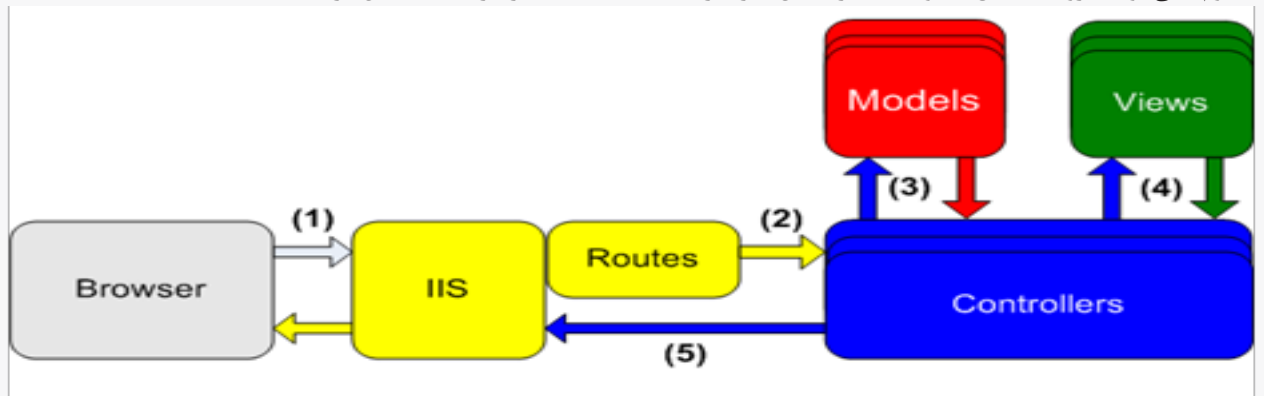 Models
Views
(3)
(4)
(1)
(2)
Browser
IIS
Routes
Controllers
(5)